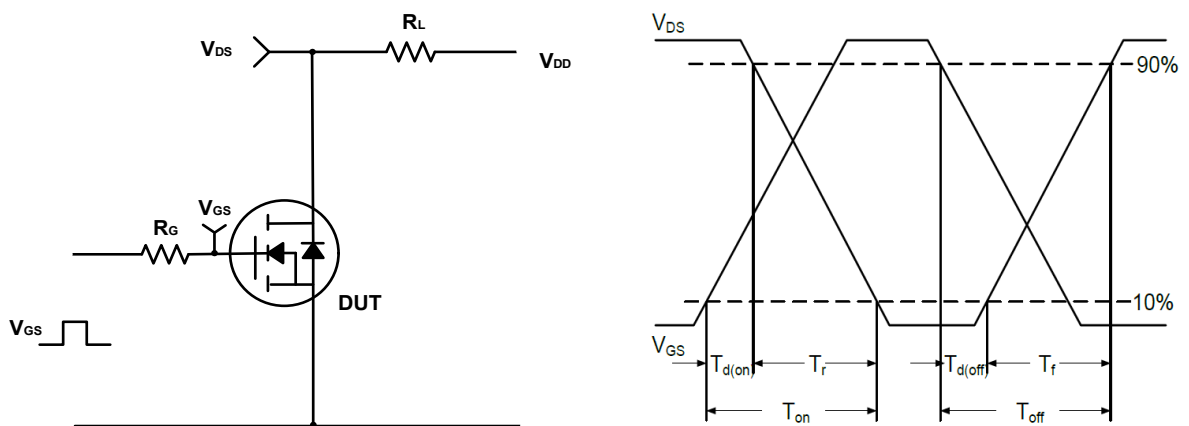 RL
VDS
VDD
VGS
RG
DUT
VGS
VDS
90%
10%
VGS
Td(on)
Tr
Td(off)
Tf
Ton
Toff